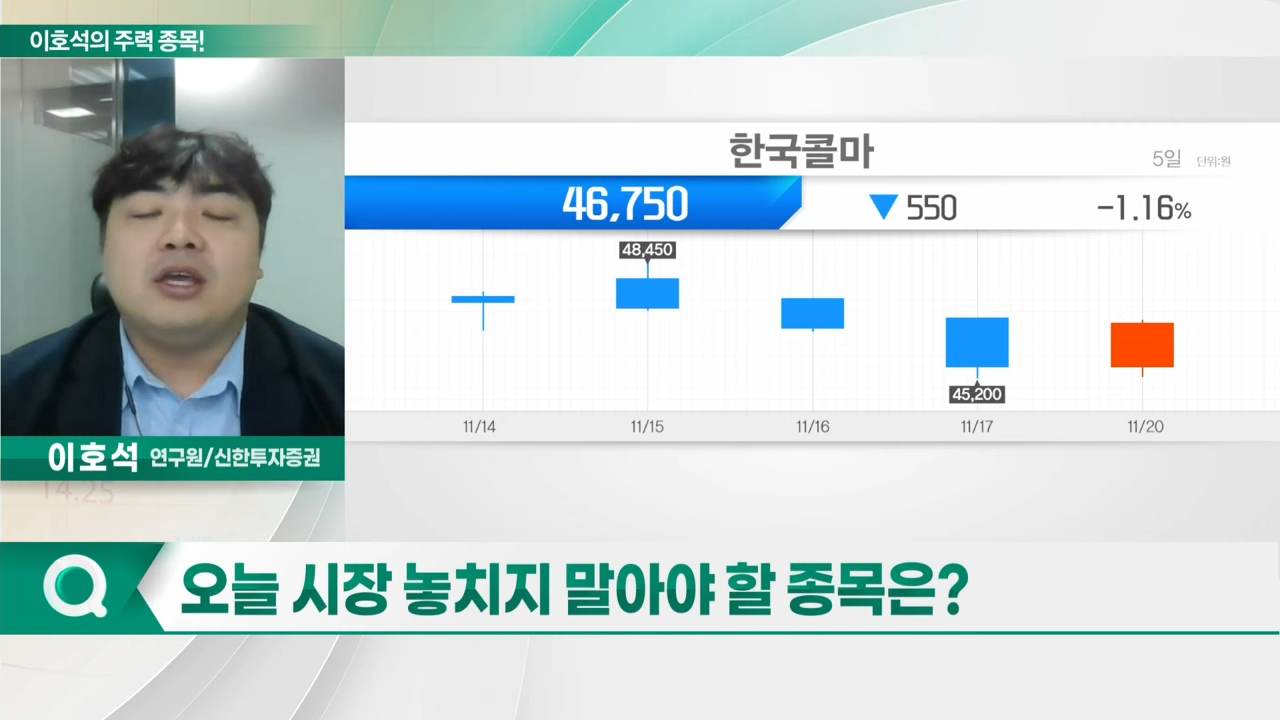 이호석의 주력 종목!
한국콜마
5일 단위:원
46,750 ▼ 550 -1.16%
48,450
45,200
11/14 11/15 11/16 11/17 11/20
이호석 연구원/신한투자증권
14.25
오늘 시장 놓치지 말아야 할 종목은?